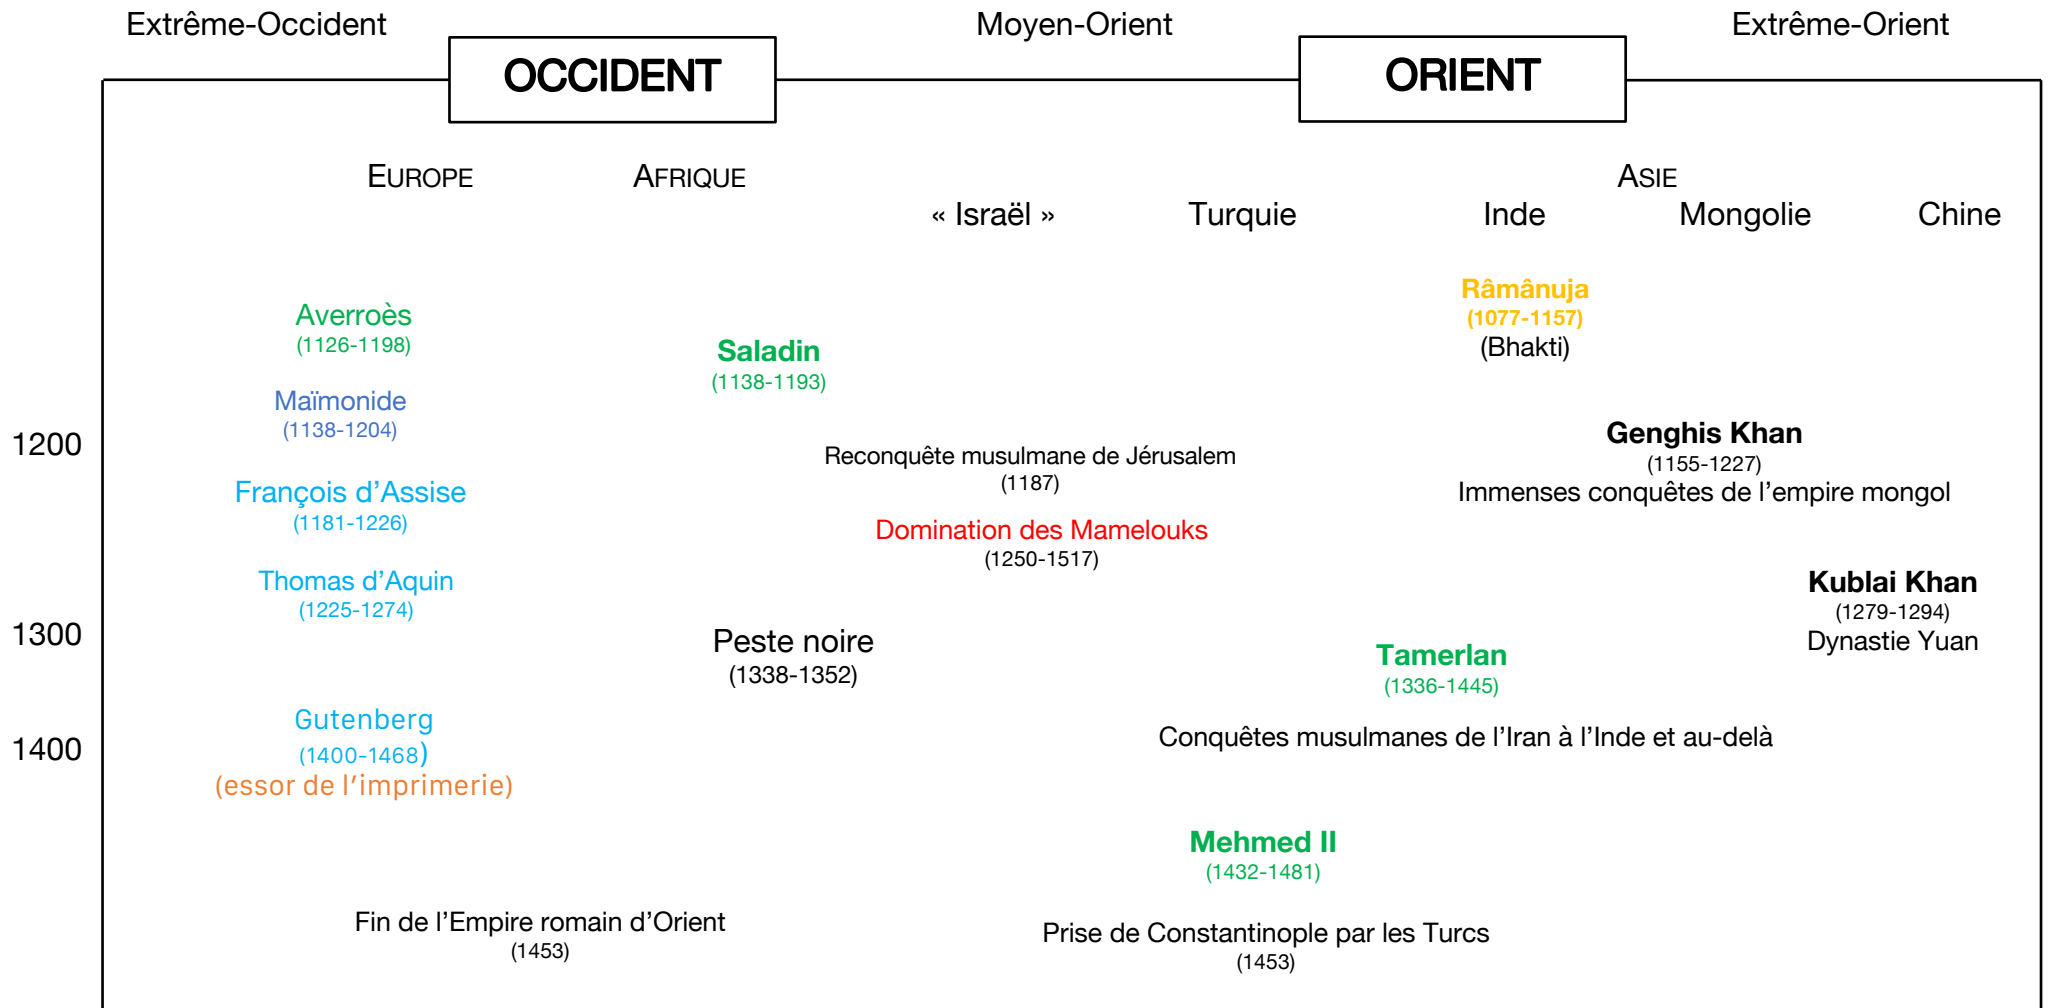 Extrême-Occident Moyen-Orient Extrême-Orient
OCCIDENT ORIENT
EUROPE AFRIQUE ASIE
« Israël » Turquie Inde Mongolie Chine
Râmânuja
(1077-1157)
(Bhakti)
Averroès
(1126-1198)
Saladin
(1138-1193)
Maïmonide
(1138-1204)
1200
Genghis Khan
(1155-1227)
Immenses conquêtes de l’empire mongol
Reconquête musulmane de Jérusalem
(1187)
François d’Assise
(1181-1226)
Domination des Mamelouks
(1250-1517)
Thomas d’Aquin
(1225-1274)
Kublai Khan
(1279-1294)
Dynastie Yuan
1300
Peste noire
(1338-1352)
Tamerlan
(1336-1445)
Conquêtes musulmanes de l’Iran à l’Inde et au-delà
Gutenberg
(1400-1468)
(essor de l’imprimerie)
1400
Mehmed II
(1432-1481)
Fin de l’Empire romain d’Orient
(1453)
Prise de Constantinople par les Turcs
(1453)